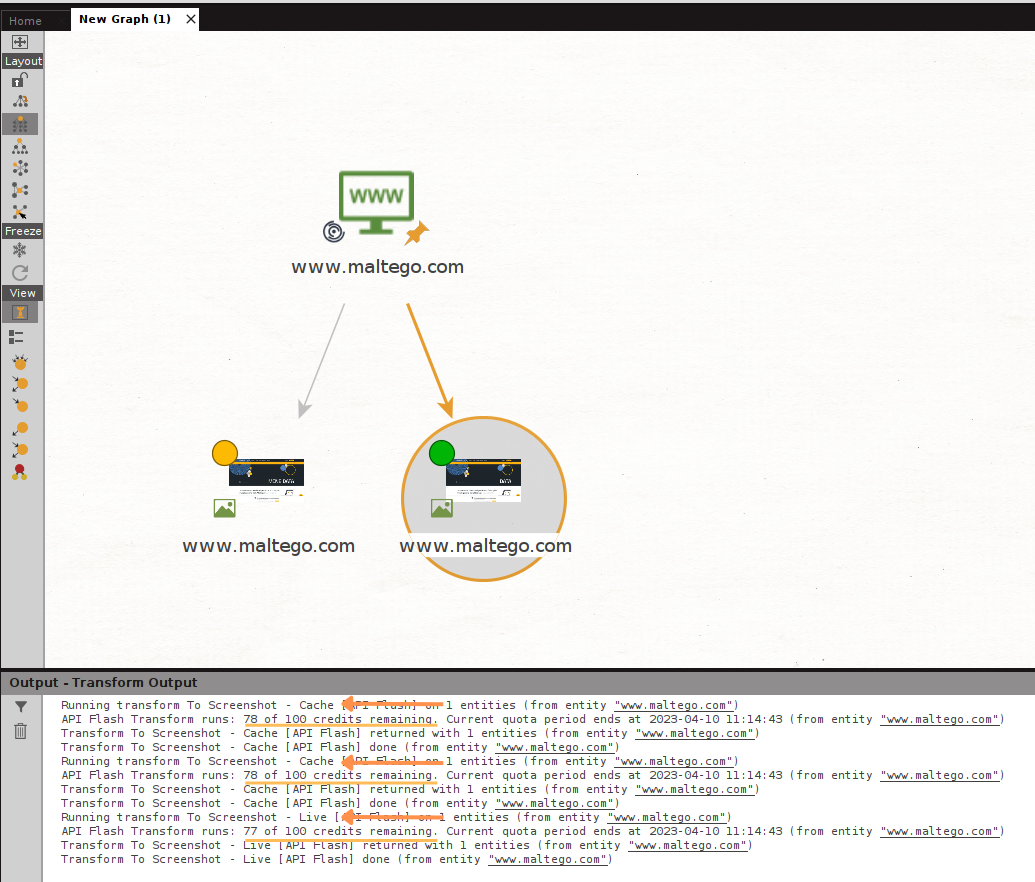 Home
New Graph (1)
Layout
Freeze
View
WWW
www.maltego.com
MORE DATA
DATA
www.maltego.com
www.maltego.com
Output - Transform Output
Running transform To Screenshot - Cache [API Flash] on 1 entities (from entity "www.maltego.com")
API Flash Transform runs: 78 of 100 credits remaining. Current quota period ends at 2023-04-10 11:14:43 (from entity "www.maltego.com")
Transform To Screenshot - Cache [API Flash] returned with 1 entities (from entity "www.maltego.com")
Transform To Screenshot - Cache [API Flash] done (from entity "www.maltego.com")
Running transform To Screenshot - Cache [API Flash] on 1 entities (from entity "www.maltego.com")
API Flash Transform runs: 78 of 100 credits remaining. Current quota period ends at 2023-04-10 11:14:43 (from entity "www.maltego.com")
Transform To Screenshot - Cache [API Flash] returned with 1 entities (from entity "www.maltego.com")
Transform To Screenshot - Cache [API Flash] done (from entity "www.maltego.com")
Running transform To Screenshot - Live [API Flash] on 1 entities (from entity "www.maltego.com")
API Flash Transform runs: 77 of 100 credits remaining. Current quota period ends at 2023-04-10 11:14:43 (from entity "www.maltego.com")
Transform To Screenshot - Live [API Flash] returned with 1 entities (from entity "www.maltego.com")
Transform To Screenshot - Live [API Flash] done (from entity "www.maltego.com")